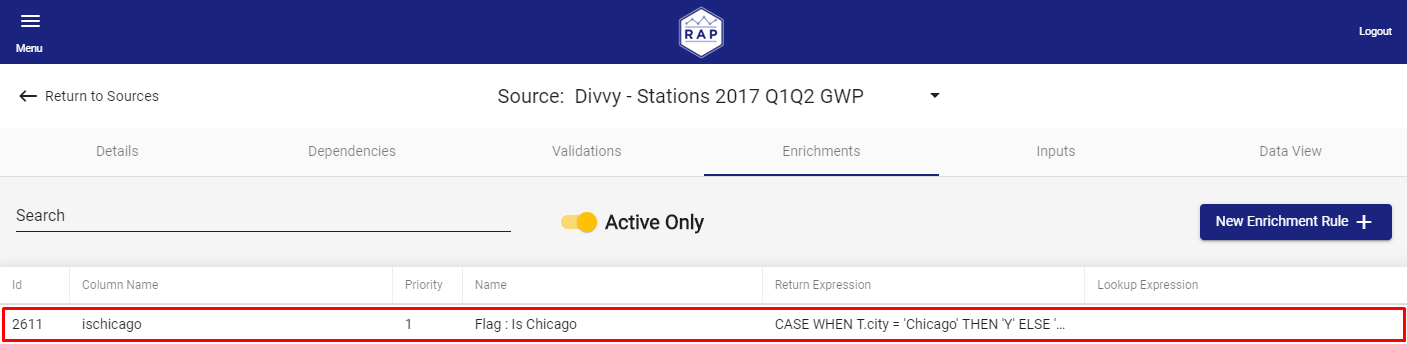 Menu
RAP
Logout
Return to Sources
Source: Divvy - Stations 2017 Q1Q2 GWP
Details Dependencies Validations Enrichments Inputs Data View
Search Active Only New Enrichment Rule +
Id Column Name Priority Name Return Expression Lookup Expression
2611 ischicago 1 Flag : Is Chicago CASE WHEN T.city = 'Chicago' THEN 'Y' ELSE '...